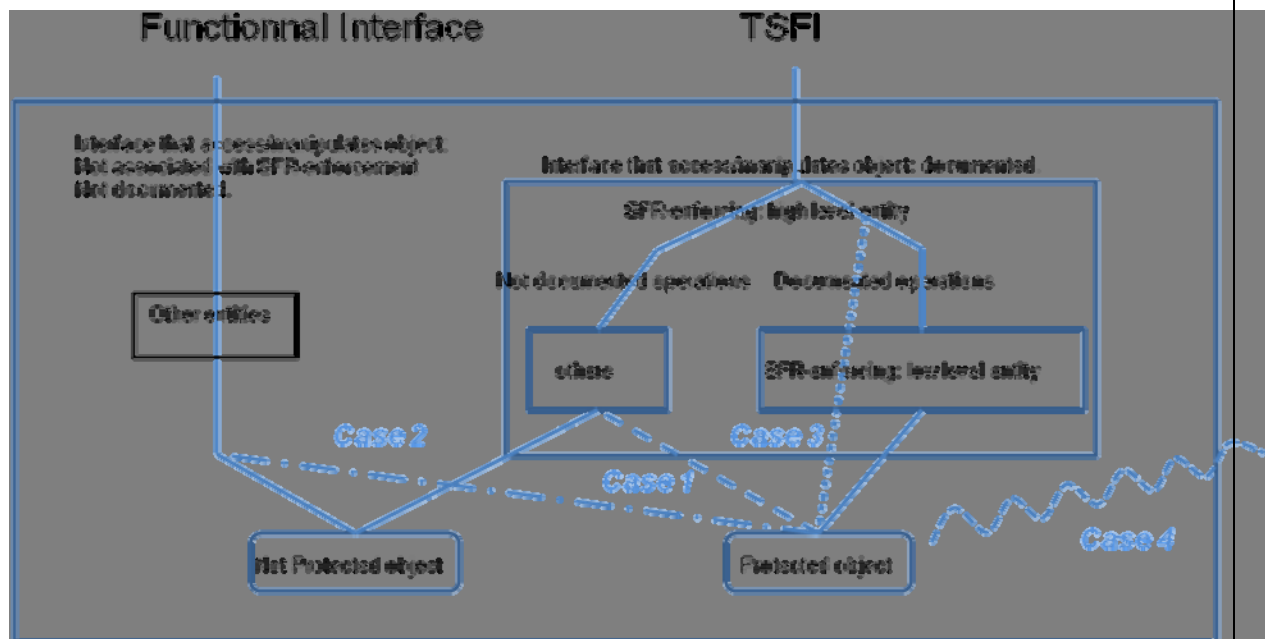 Functionnal Interface
TSFI
Interface that access/manipulates object.
Not associated with SFR-enforcement
Not documented.
Interface that access/manipulates object: documented.
SFR-enforcing: high level entity
Not documented operations
Documented operations
Other entities
others
SFR-enforcing: low level entity
Case 2
Case 3
Case 1
Case 4
Not Protected object
Protected object